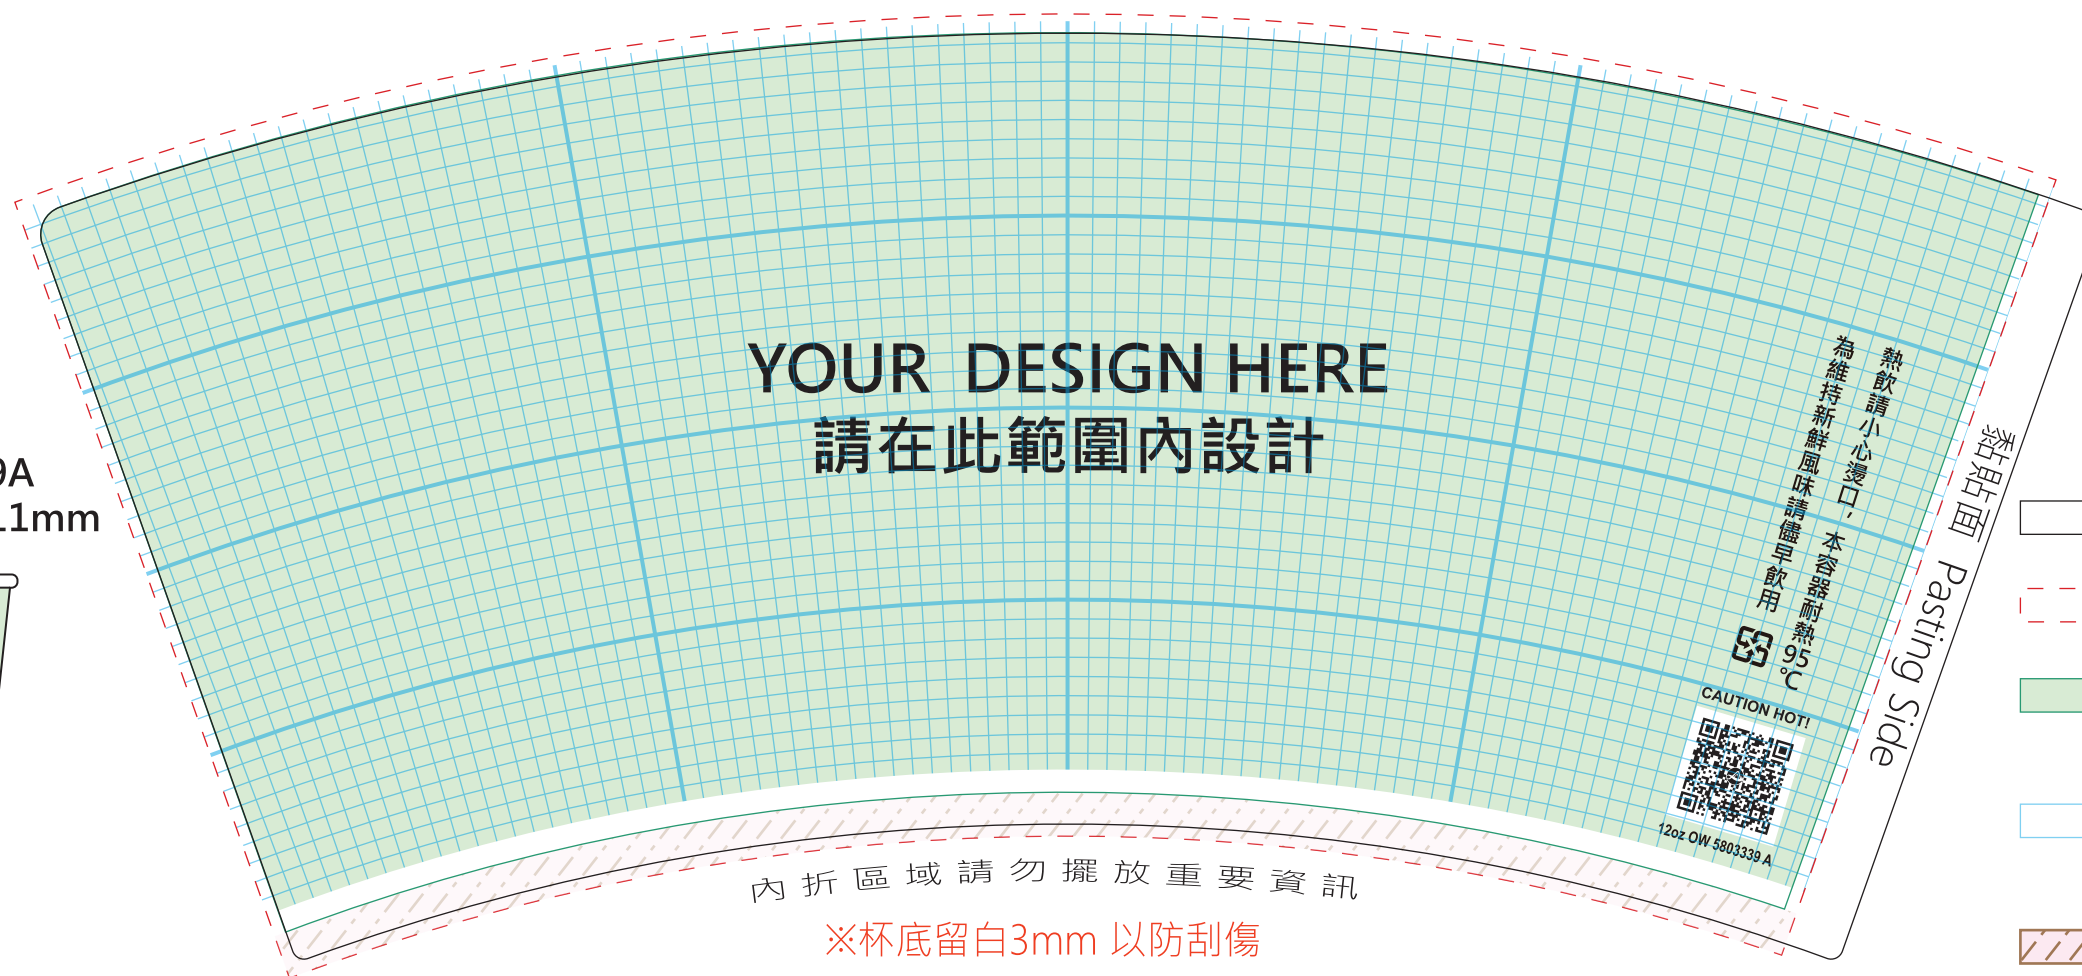 YOUR DESIGN HERE
請在此範圍內設計
9A
11mm
熱飲請小心燙口，本容器耐熱95°C
為維持新鮮風味請儘早飲用
CAUTION HOT!
12oz OW 5803339 A
黏貼面 Pasting Side
內折區域請勿擺放重要資訊
※杯底留白3mm 以防刮傷